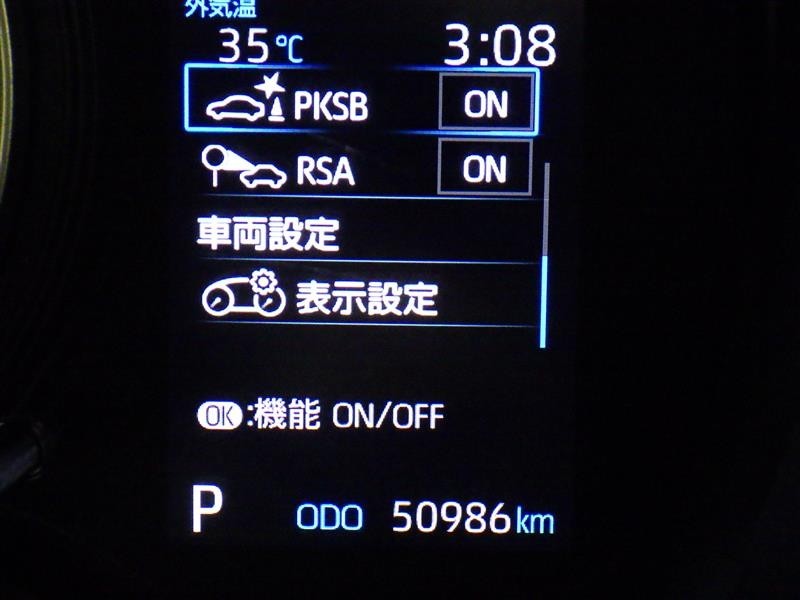 外気温
35℃ 3:08
PKSB ON
RSA ON
車両設定
表示設定
OK:機能 ON/OFF
P ODO 50986km